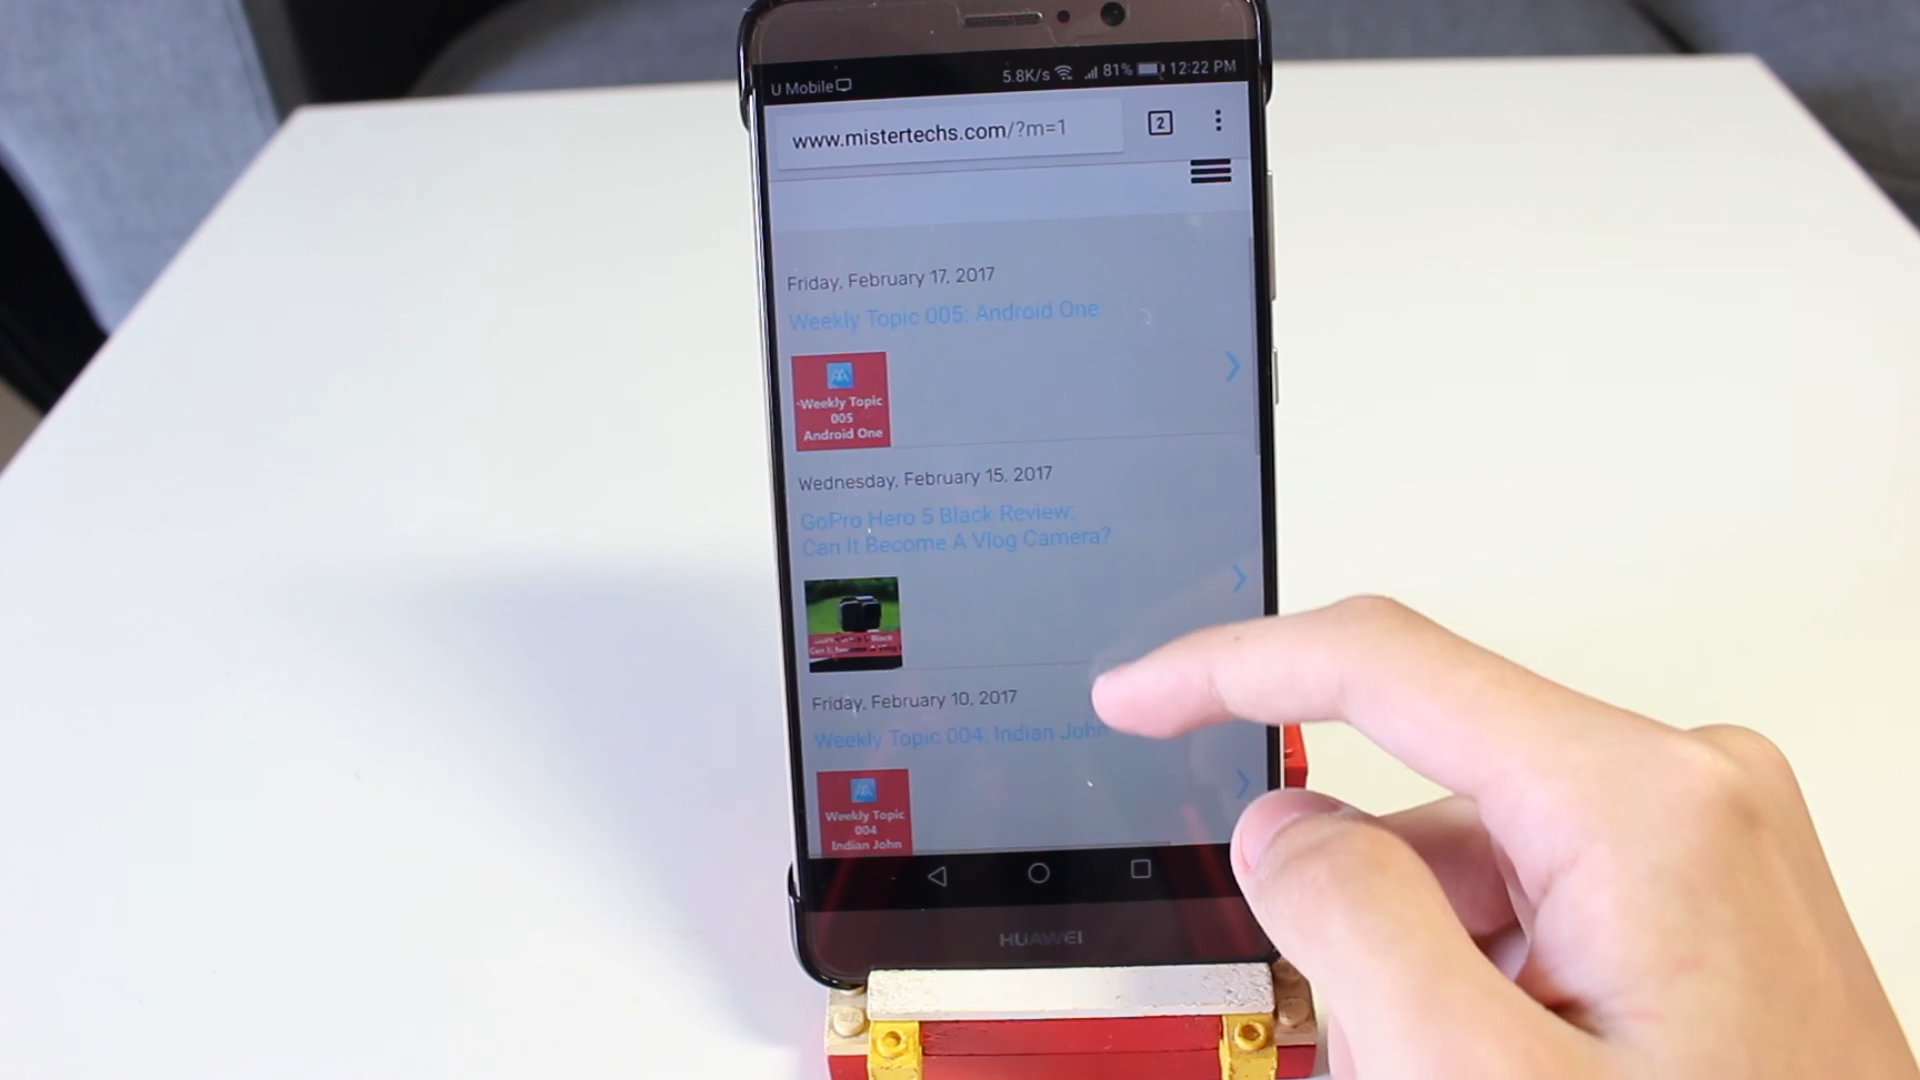 U Mobile 5.8K/s 81% 12:22 PM
www.mistertechs.com/?m=1
2
Friday, February 17, 2017
Weekly Topic 005: Android One
Weekly Topic
005
Android One
Wednesday, February 15, 2017
GoPro Hero 5 Black Review:
Can It Become A Vlog Camera?
Friday, February 10, 2017
Weekly Topic 004: Indian John
Weekly Topic
004
Indian John
HUAWEI